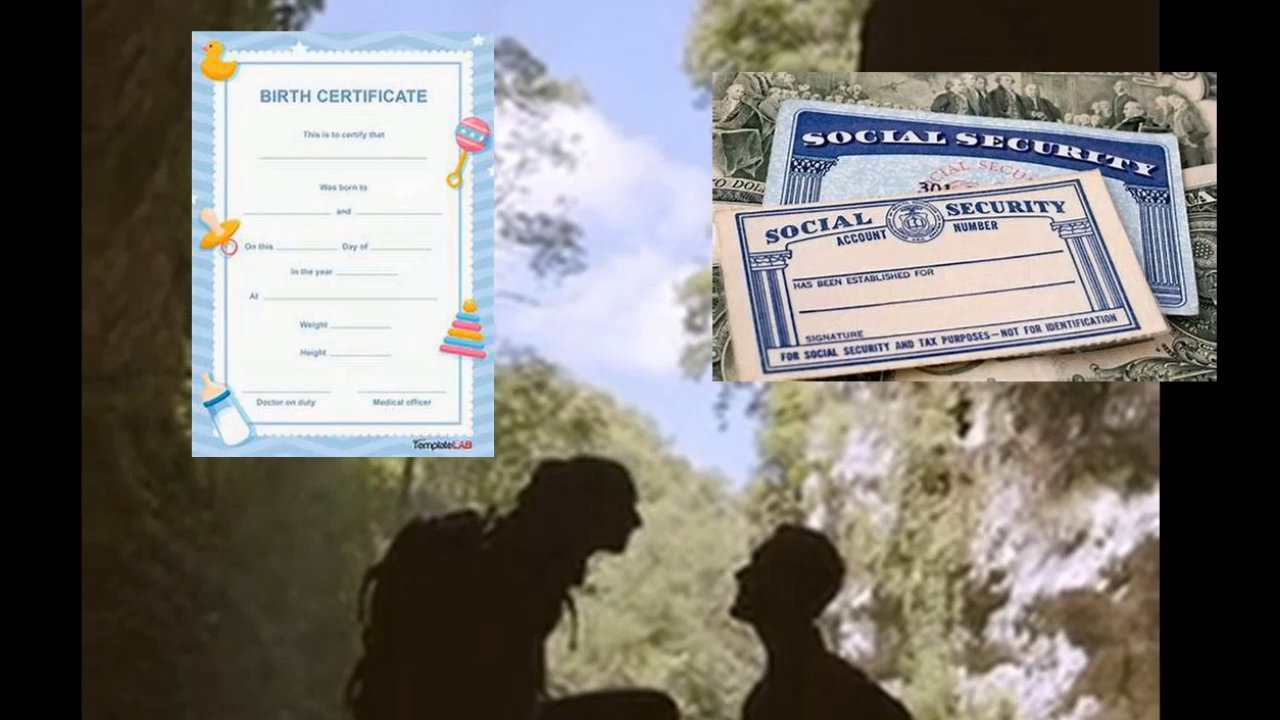 BIRTH CERTIFICATE
This is to certify that
Was born to
and
On this Day of
In the year
At
Weight
Height
Doctor on duty Medical officer
TemplateLAB
SOCIAL SECURITY
301
SOCIAL SECURITY
ACCOUNT NUMBER
HAS BEEN ESTABLISHED FOR
SIGNATURE
FOR SOCIAL SECURITY AND TAX PURPOSES—NOT FOR IDENTIFICATION